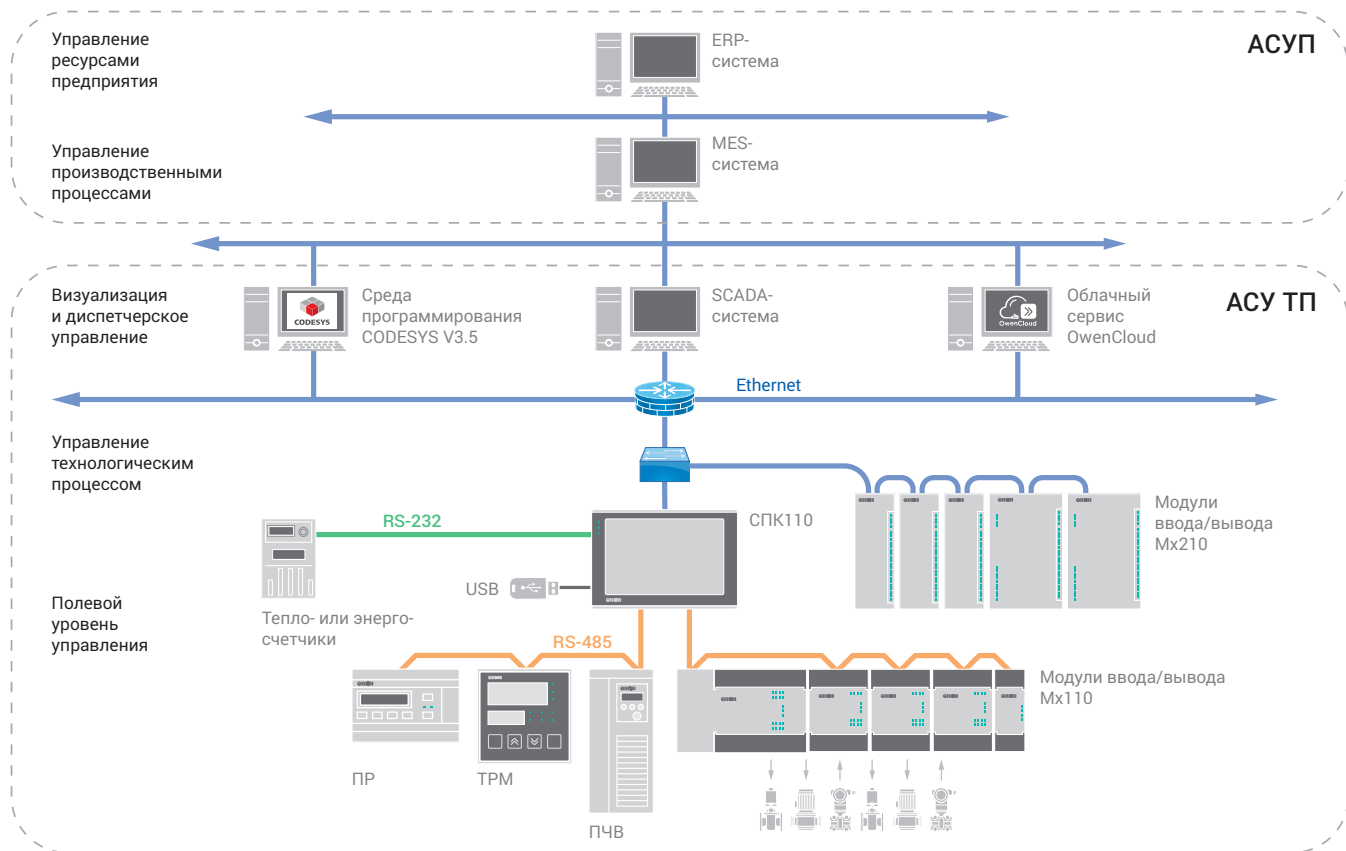 Управление
ресурсами
предприятия
ERP-
система
АСУП
Управление
производственными
процессами
MES-
система
Визуализация
и диспетчерское
управление
CODESYS
Среда
программирования
CODESYS V3.5
SCADA-
система
OwenCloud
Облачный
сервис
OwenCloud
АСУ ТП
Ethernet
Управление
технологическим
процессом
RS-232
СПК110
Модули
ввода/вывода
Мх210
USB
Полевой
уровень
управления
Тепло- или энерго-
счетчики
RS-485
Модули ввода/вывода
Мх110
ПР
ТРМ
ПЧВ